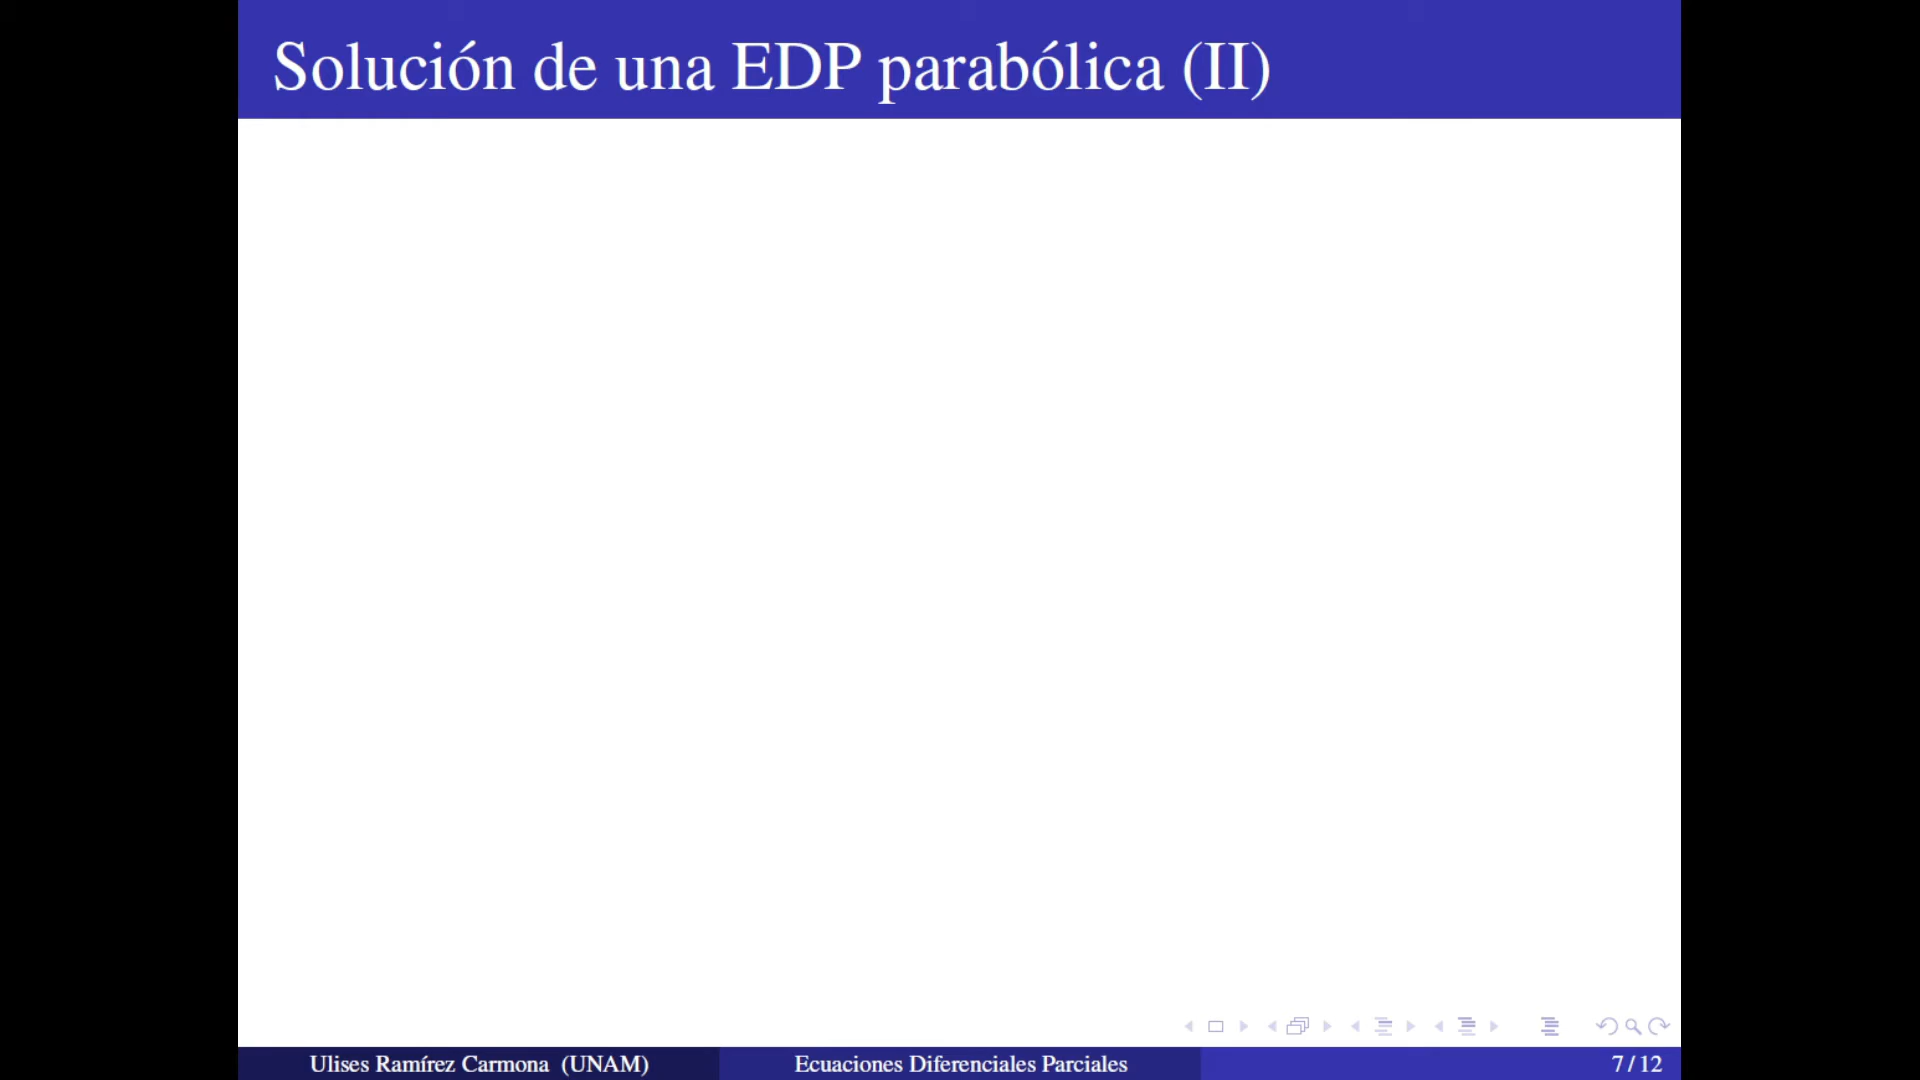 Solución de una EDP parabólica (II)
Ulises Ramírez Carmona (UNAM)
Ecuaciones Diferenciales Parciales
7 / 12